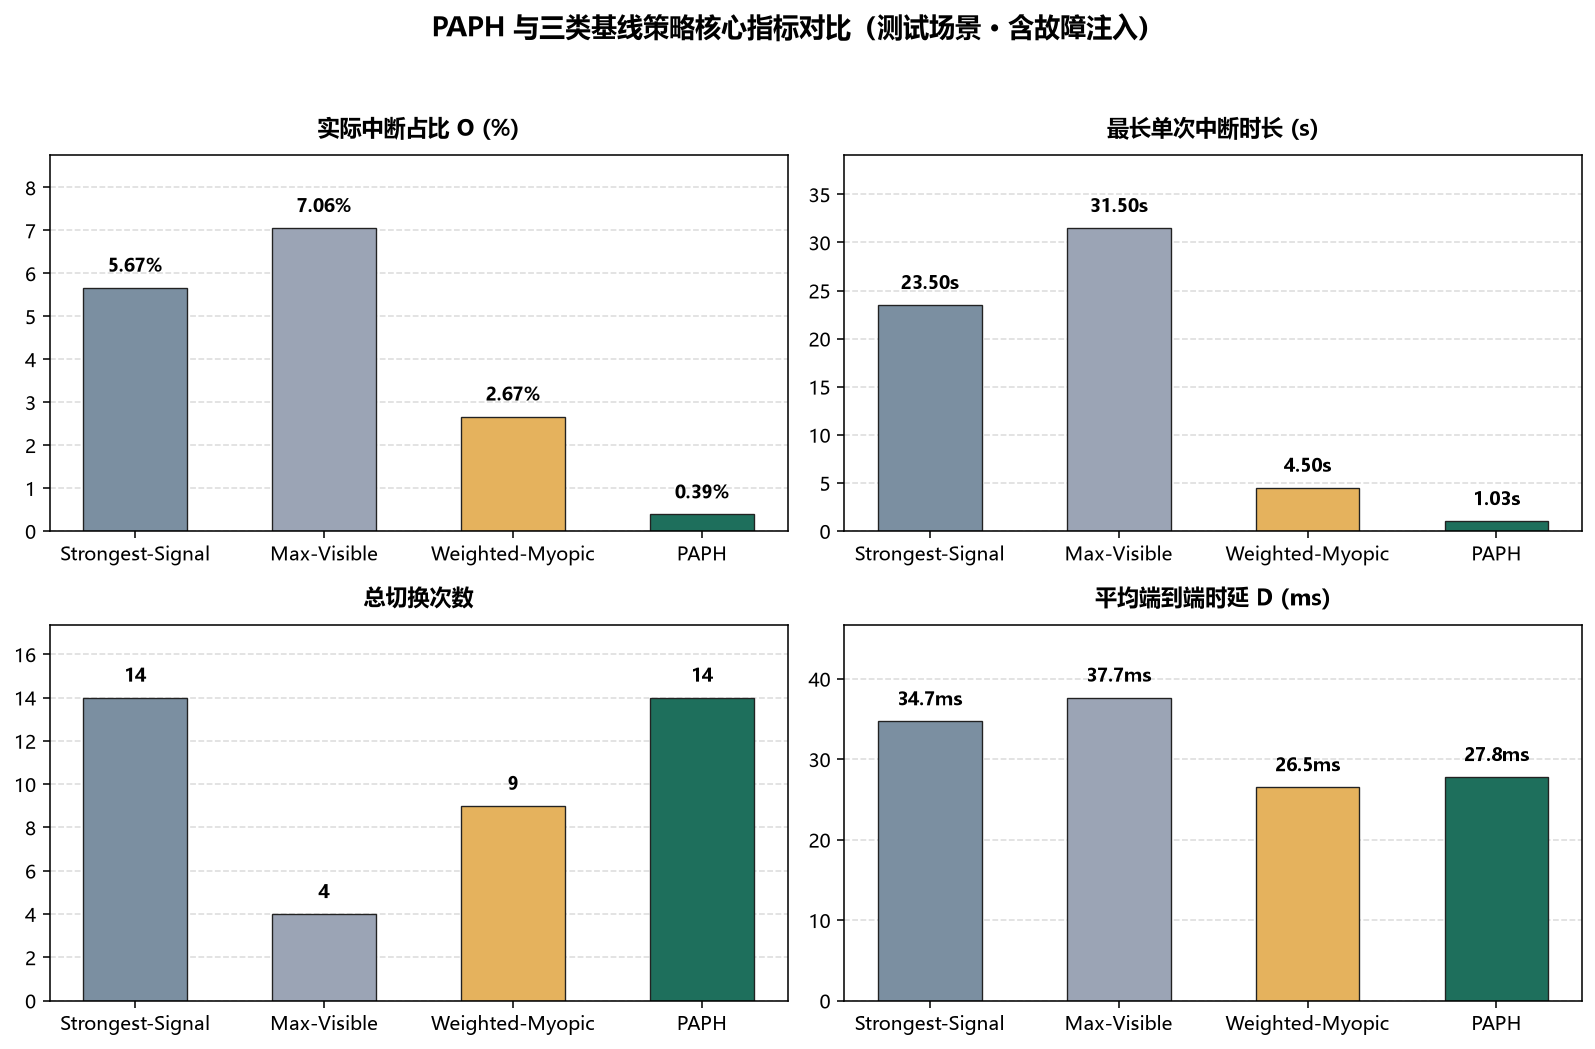 PAPH 与三类基线策略核心指标对比（测试场景·含故障注入）
实际中断占比 O (%)
8
7
6
5
4
3
2
1
0
5.67%
7.06%
2.67%
0.39%
Strongest-Signal Max-Visible Weighted-Myopic PAPH
最长单次中断时长 (s)
35
30
25
20
15
10
5
0
23.50s
31.50s
4.50s
1.03s
Strongest-Signal Max-Visible Weighted-Myopic PAPH
总切换次数
16
14
12
10
8
6
4
2
0
14
4
9
14
Strongest-Signal Max-Visible Weighted-Myopic PAPH
平均端到端时延 D (ms)
40
30
20
10
0
34.7ms
37.7ms
26.5ms
27.8ms
Strongest-Signal Max-Visible Weighted-Myopic PAPH